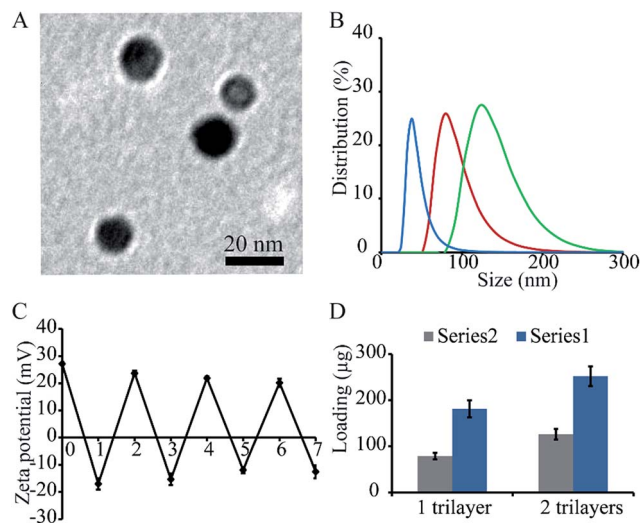 A
20 nm
B
Distribution (%)
40
30
20
10
0
0
100
200
300
Size (nm)
C
Zeta potential (mV)
40
30
20
10
0
-10
-20
-30
0 1 2 3 4 5 6 7
D
Series2 Series1
Loading (µg)
300
200
100
0
1 trilayer 2 trilayers